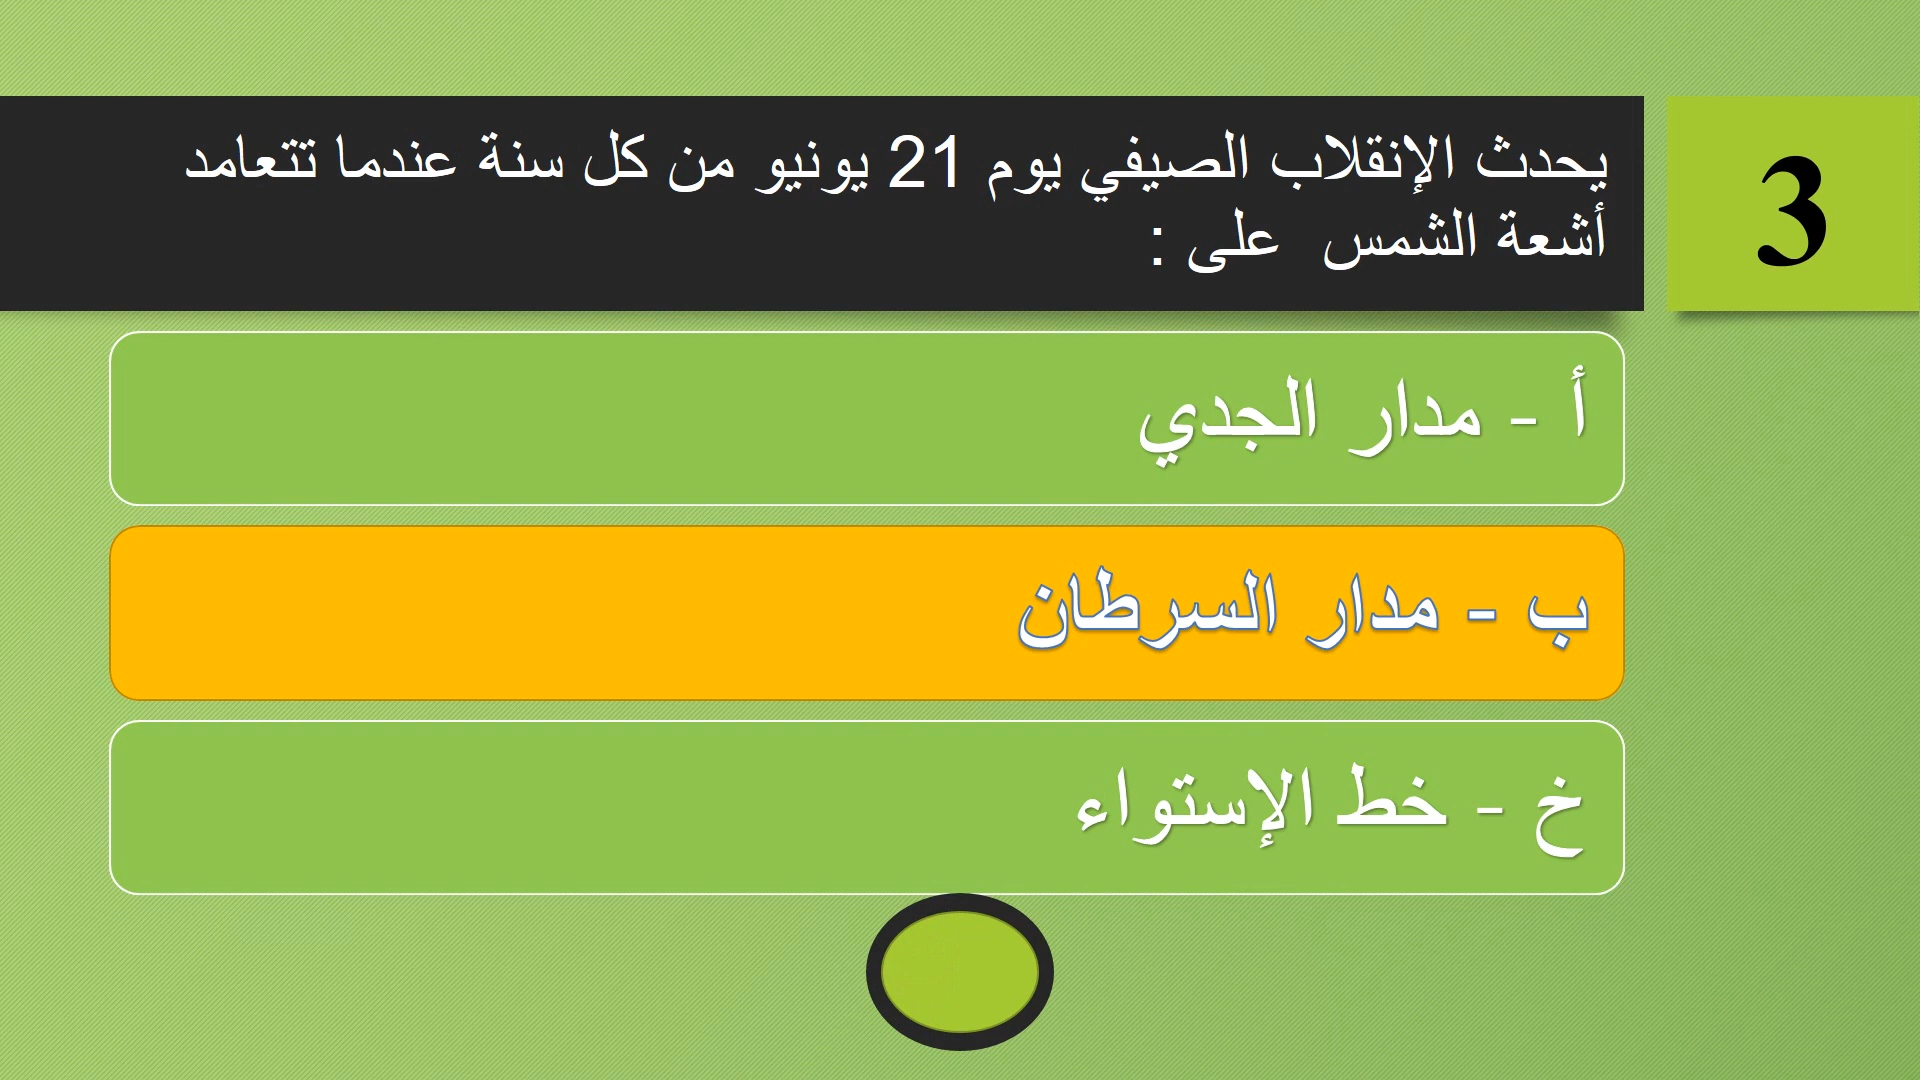 3
يحدث الإنقلاب الصيفي يوم 21 يونيو من كل سنة عندما تتعامد
أشعة الشمس على :
أ - مدار الجدي
ب - مدار السرطان
خ - خط الإستواء